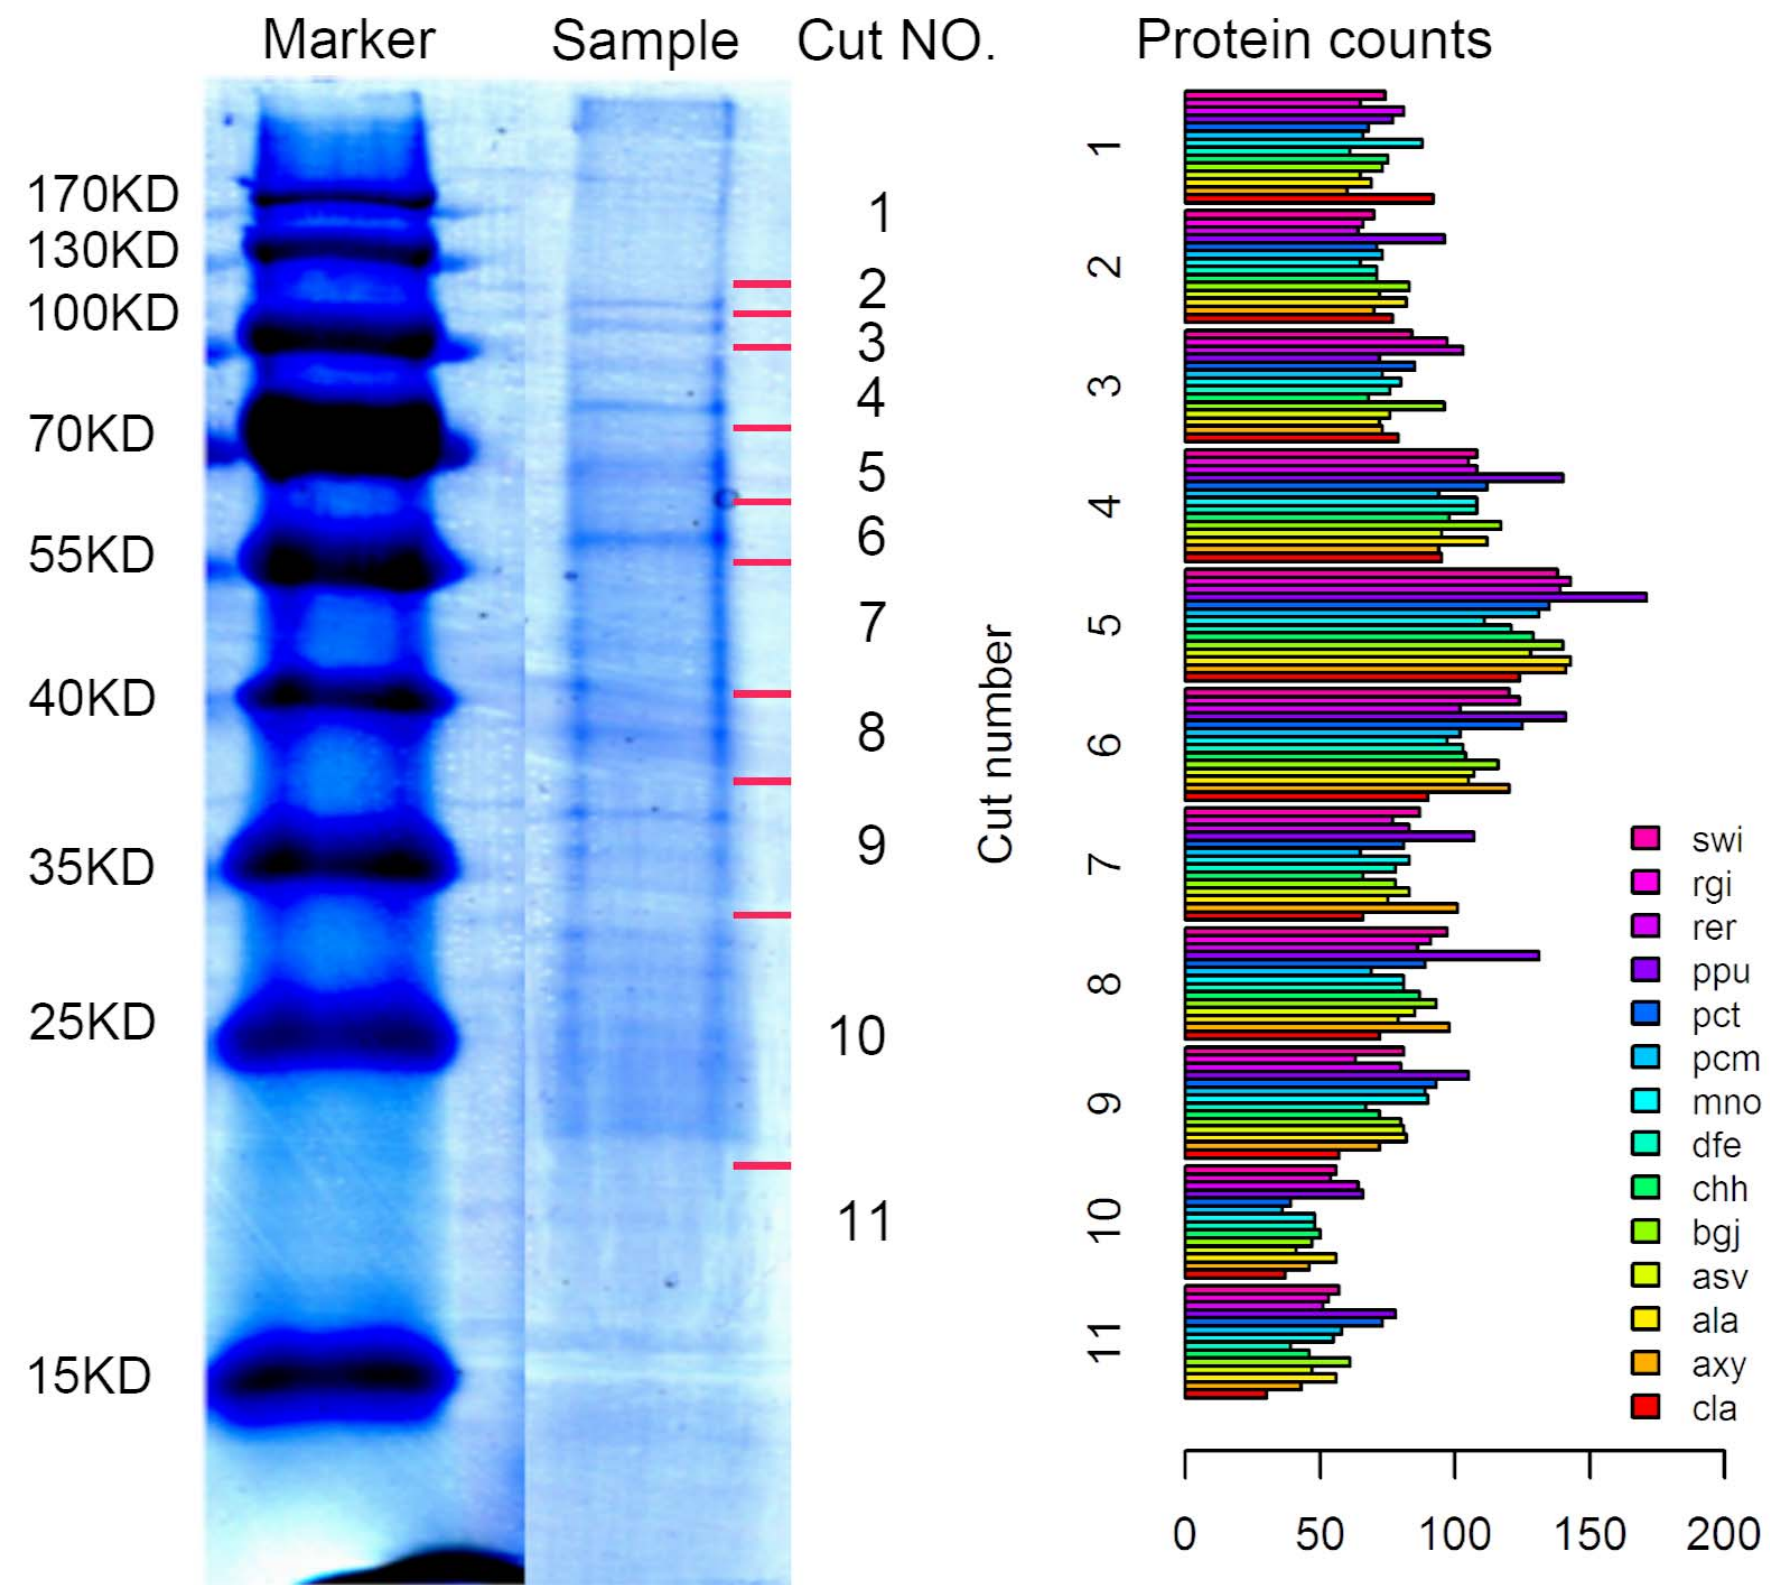 Marker Sample Cut NO. Protein counts
170KD
130KD
100KD
70KD
55KD
40KD
35KD
25KD
15KD
1
2
3
4
5
6
7
8
9
10
11
Cut number
1
2
3
4
5
6
7
8
9
10
11
swi
rgi
rer
ppu
pct
pcm
mno
dfe
chh
bgj
asv
ala
axy
cla
0 50 100 150 200